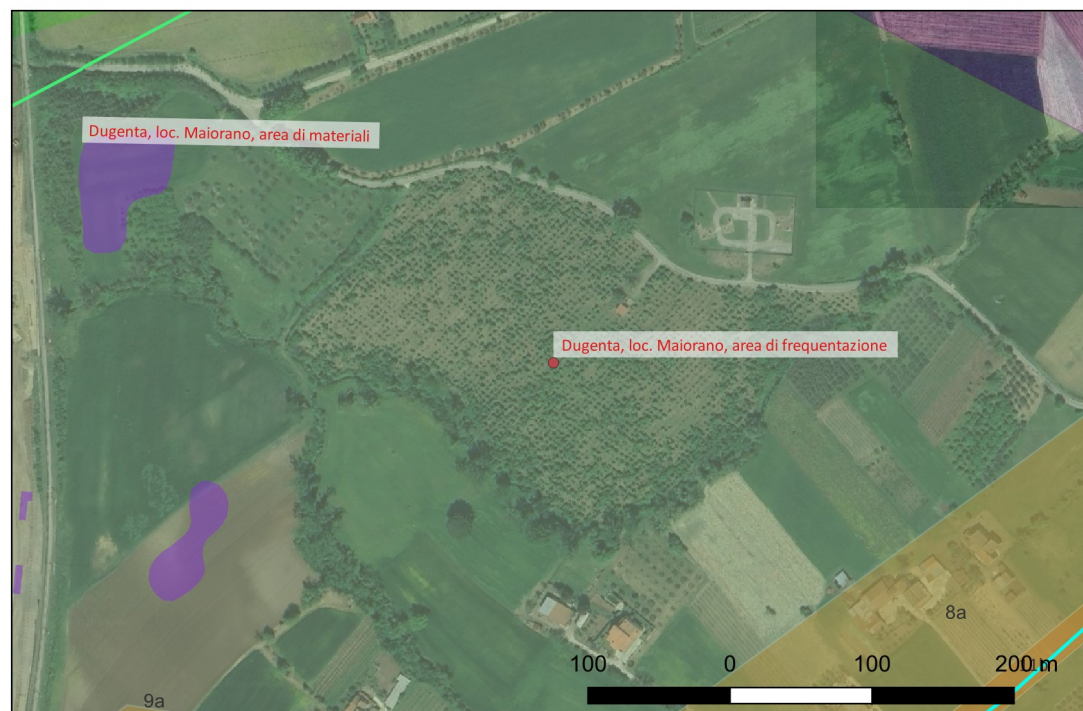 Dugenta, loc. Maiorano, area di materiali
Dugenta, loc. Maiorano, area di frequentazione
8a
100 0 100 200 m
9a